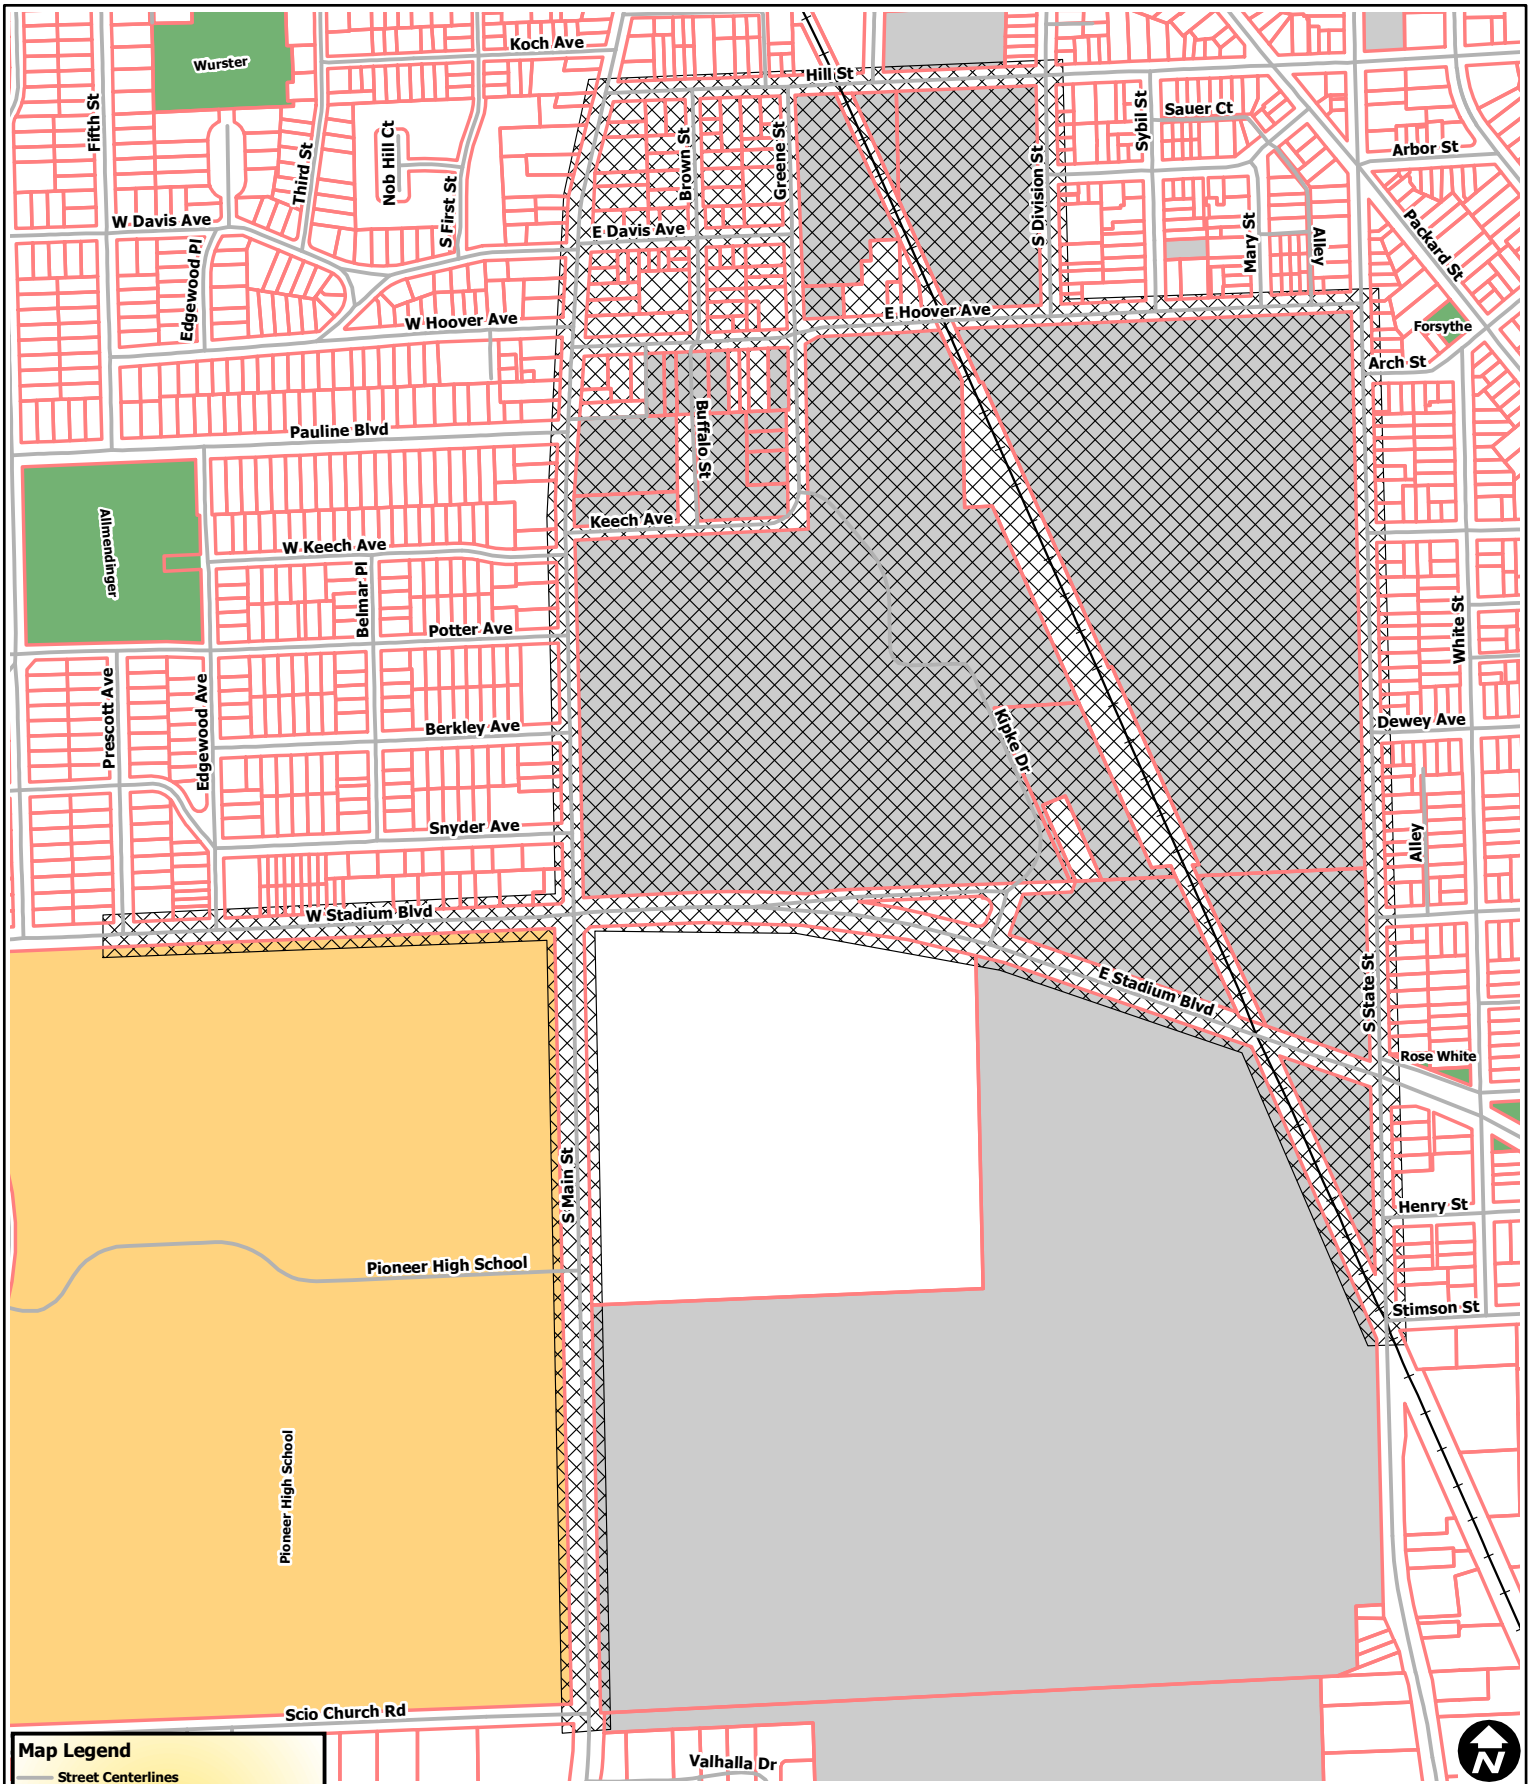 Koch Ave
Wurster
Hill St
Fifth St
Sauer Ct
Sybil St
Nob Hill Ct
Third St
Brown St
Greene St
Arbor St
S First St
S Division St
W Davis Ave
E Davis Ave
Mary St
Alley
Packard St
Edgewood Pl
W Hoover Ave
E Hoover Ave
Forsythe
Arch St
Pauline Blvd
Buffalo St
Allmendinger
Keech Ave
W Keech Ave
Belmar Pl
Potter Ave
White St
Prescott Ave
Edgewood Ave
Berkley Ave
Kipke Dr
Dewey Ave
Snyder Ave
Alley
W Stadium Blvd
E Stadium Blvd
S State St
Rose White
S Main St
Henry St
Pioneer High School
Stimson St
Pioneer High School
Scio Church Rd
Map Legend
Street Centerlines
Valhalla Dr
N